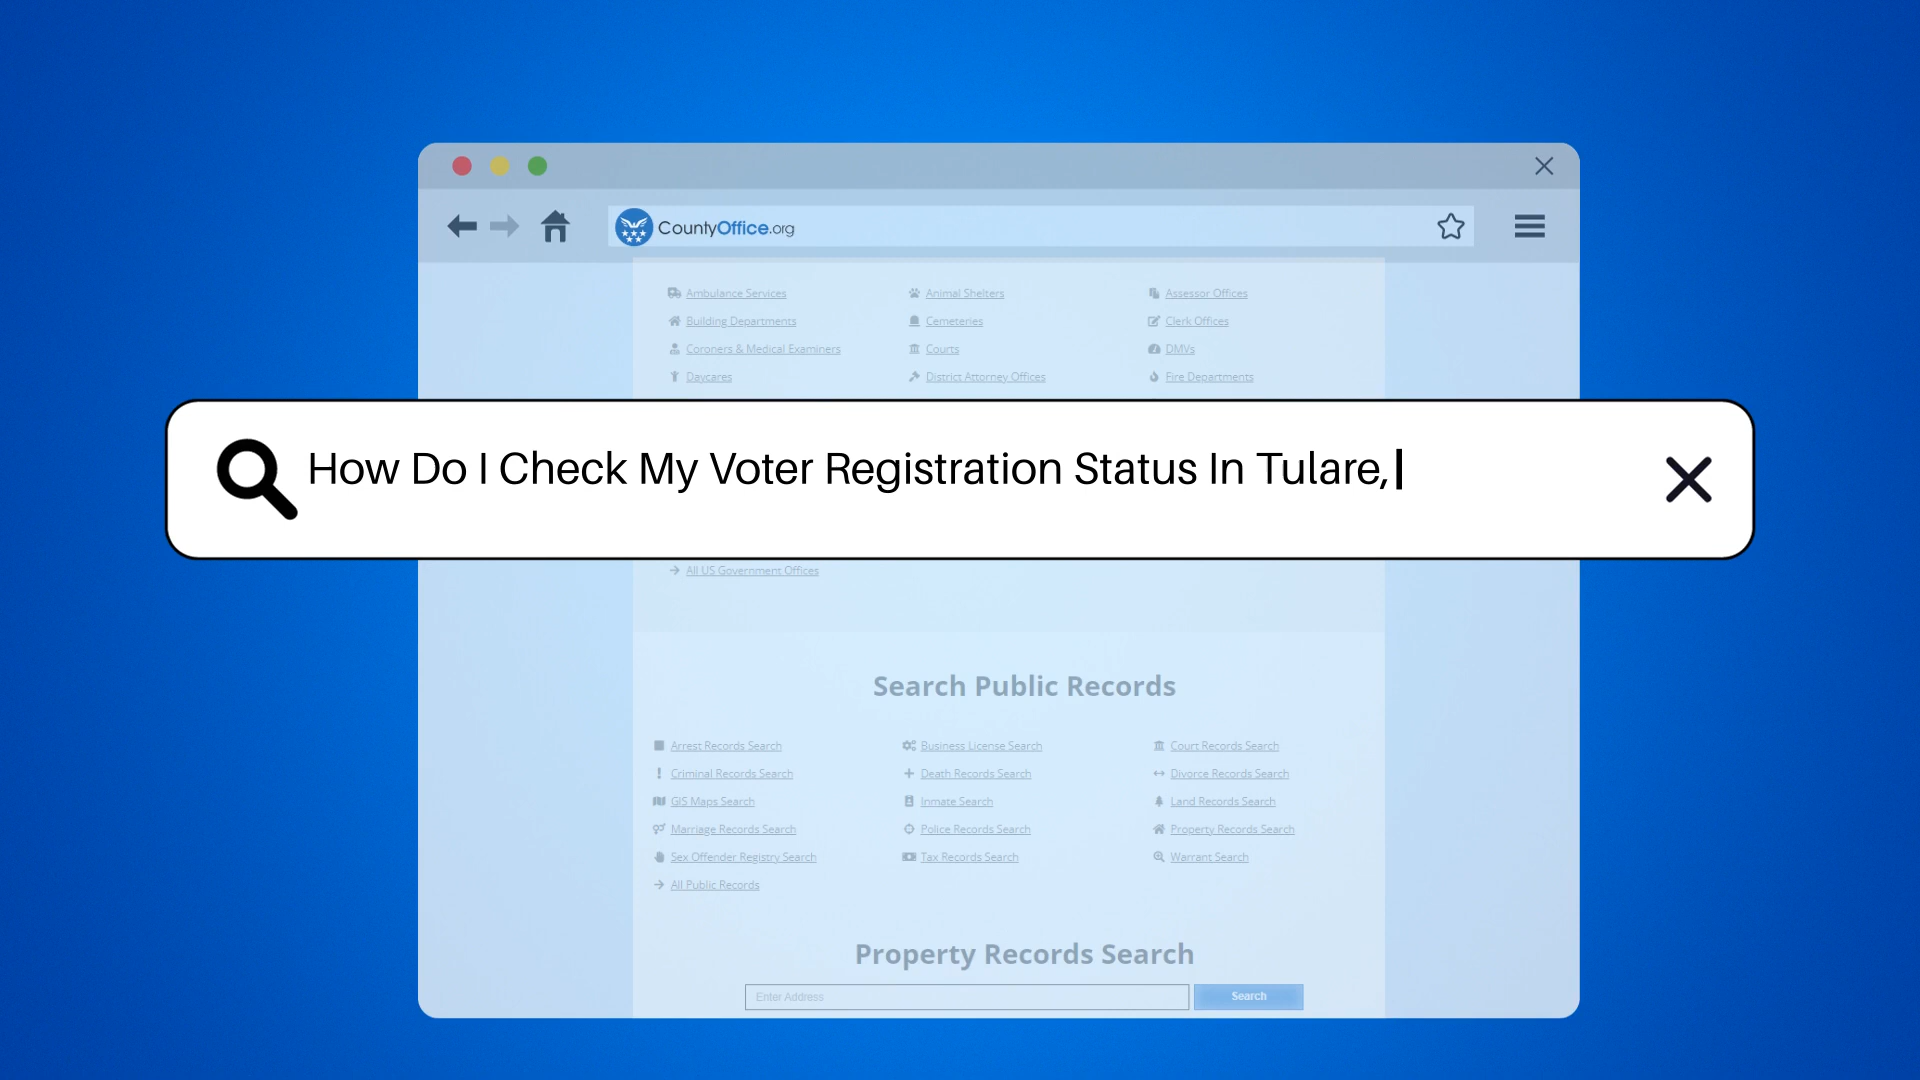 CountyOffice.org
Ambulance Services Animal Shelters Assessor Offices
Building Departments Cemeteries Clerk Offices
Coroners & Medical Examiners Courts DMVs
Daycares District Attorney Offices Fire Departments
How Do I Check My Voter Registration Status In Tulare,
All US Government Offices
Search Public Records
Arrest Records Search Business License Search Court Records Search
Criminal Records Search Death Records Search Divorce Records Search
GIS Maps Search Inmate Search Land Records Search
Marriage Records Search Police Records Search Property Records Search
Sex Offender Registry Search Tax Records Search Warrant Search
All Public Records
Property Records Search
Enter Address Search